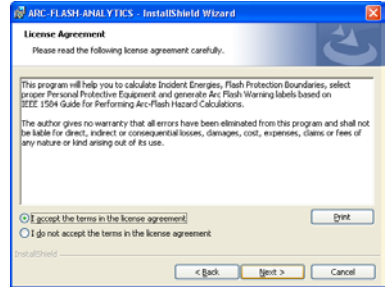 ARC-FLASH-ANALYTICS - InstallShield Wizard
License Agreement
Please read the following license agreement carefully.
This program will help you to calculate Incident Energies, Flash Protection Boundaries, select
proper Personal Protective Equipment and generate Arc Flash Warning labels based on
IEEE 1584 Guide for Performing Arc-Flash Hazard Calculations.
The author gives no warranty that all errors have been eliminated from this program and shall not
be liable for direct, indirect or consequential losses, damages, cost, expenses, claims or fees of
any nature or kind arising out of its use.
I accept the terms in the license agreement
Print
I do not accept the terms in the license agreement
InstallShield
< Back
Next >
Cancel